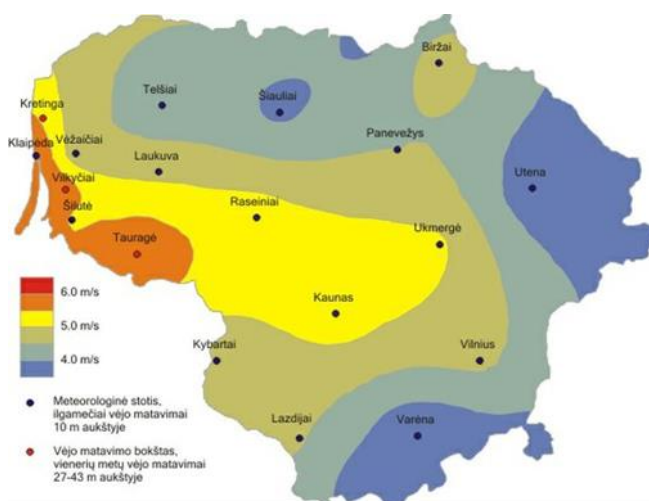 Biržai
Telšiai
Šiauliai
Kretinga
Panevėžys
Klaipėda
Vėžaičiai
Laukuva
Utena
Vilkyčiai
Šilutė
Raseiniai
Tauragė
Ukmergė
6.0 m/s
Kaunas
5.0 m/s
Kybartai
Vilnius
4.0 m/s
Meteorologinė stotis,
ilgamečiai vėjo matavimai
10 m aukštyje
Lazdijai
Varėna
Vėjo matavimo bokštas,
vienerių metų vėjo matavimai
27-43 m aukštyje